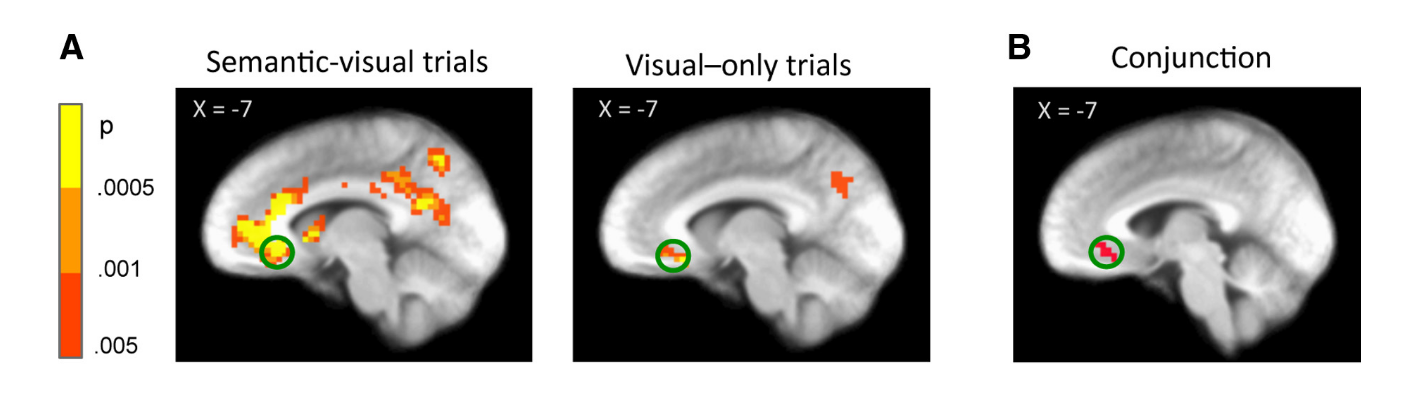 A
Semantic-visual trials
Visual–only trials
B
Conjunction
X = -7
X = -7
X = -7
p
.0005
.001
.005